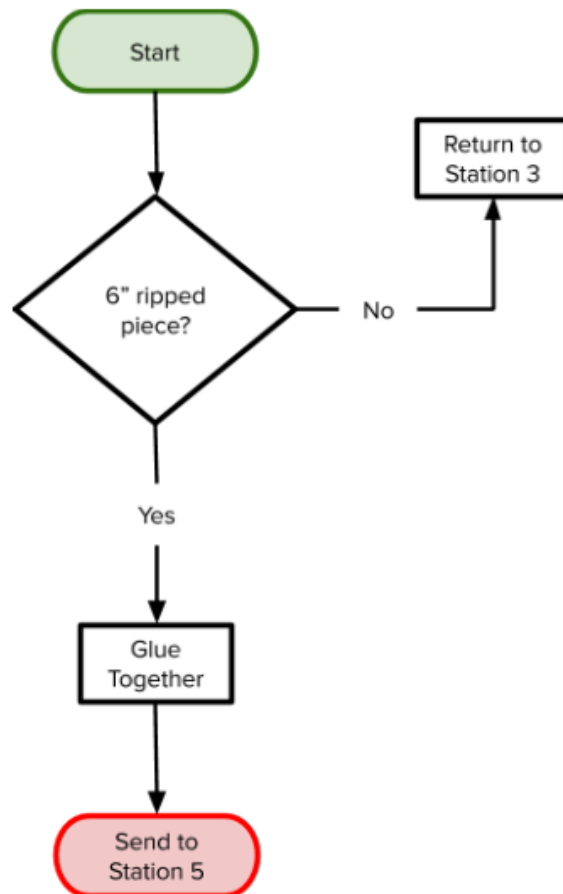 Start
Return to
Station 3
6” ripped
piece?
No
Yes
Glue
Together
Send to
Station 5